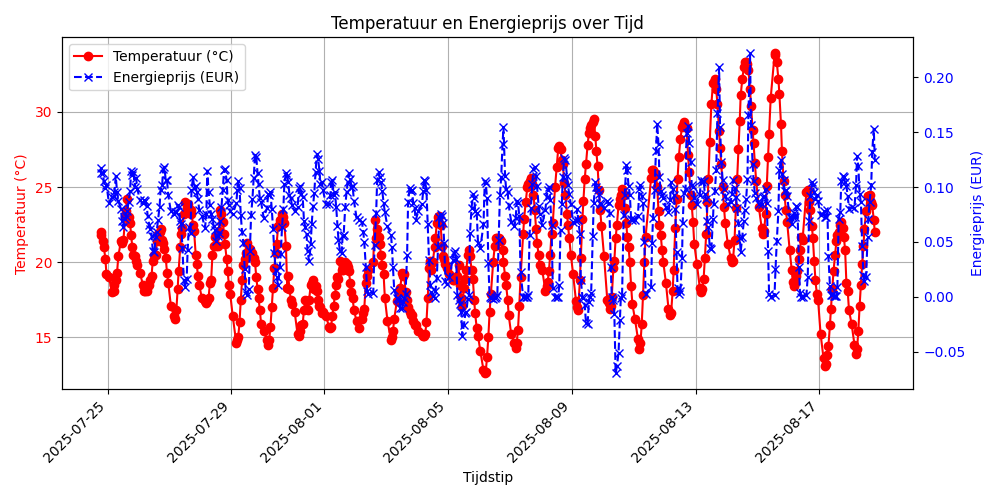 Temperatuur en Energieprijs over Tijd
Temperatuur (°C)
Energieprijs (EUR)
30
25
20
15
Temperatuur (°C)
0.20
0.15
0.10
0.05
0.00
−0.05
Energieprijs (EUR)
2025-07-25
2025-07-29
2025-08-01
2025-08-05
2025-08-09
2025-08-13
2025-08-17
Tijdstip